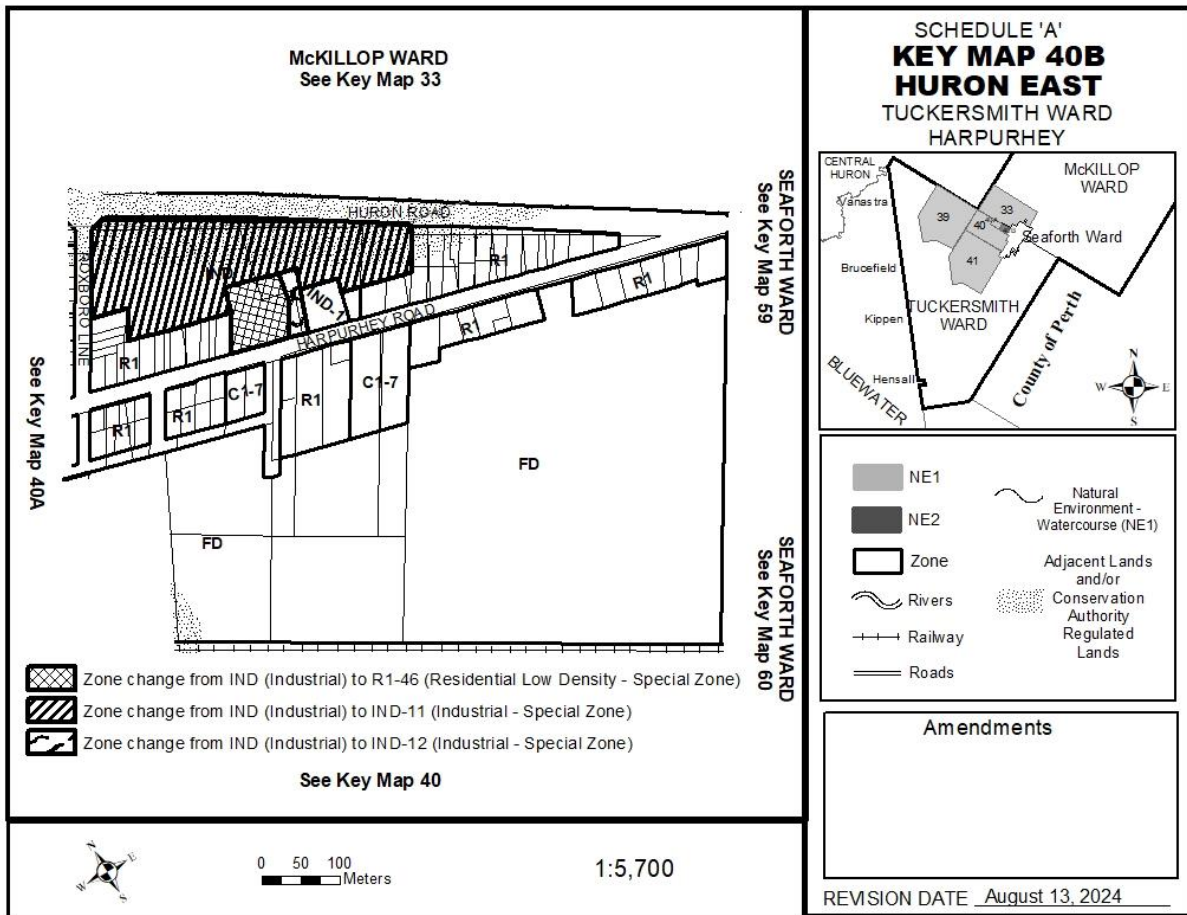 McKILLOP WARD
See Key Map 33
HURON ROAD
ROXBORO LINE
IND
IND-1
R1
HARPURHEY ROAD
R1
R1
R1
R1
R1
C1-7
R1
C1-7
FD
FD
See Key Map 40A
SEAFORTH WARD
See Key Map 59
SEAFORTH WARD
See Key Map 60
Zone change from IND (Industrial) to R1-46 (Residential Low Density - Special Zone)
Zone change from IND (Industrial) to IND-11 (Industrial - Special Zone)
Zone change from IND (Industrial) to IND-12 (Industrial - Special Zone)
See Key Map 40
N
E
W
S
0 50 100
Meters
1:5,700
SCHEDULE 'A'
KEY MAP 40B
HURON EAST
TUCKERSMITH WARD
HARPURHEY
CENTRAL
HURON
Vanastra
McKILLOP
WARD
39
33
40
Seaforth Ward
41
Brucefield
TUCKERSMITH
WARD
Kippen
Hensall
BLUEWATER
County of Perth
N
W
E
S
NE1
NE2
Zone
Rivers
Railway
Roads
Natural
Environment -
Watercourse (NE1)
Adjacent Lands
and/or
Conservation
Authority
Regulated
Lands
Amendments
REVISION DATE August 13, 2024